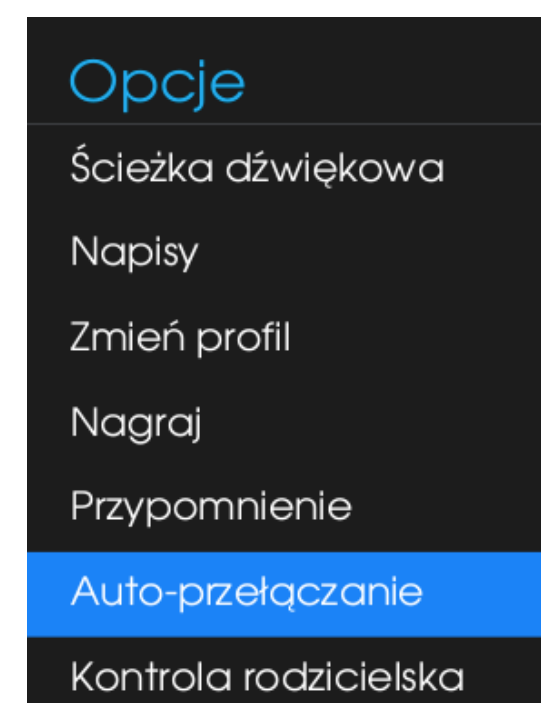 Opcje
Ścieżka dźwiękowa
Napisy
Zmień profil
Nagraj
Przypomnienie
Auto-przełączanie
Kontrola rodzicielska